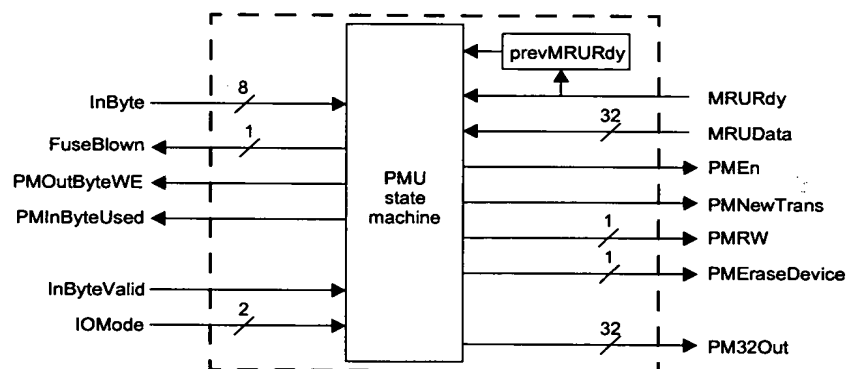 prevMRURdy
InByte
8
MRURdy
FuseBlown
1
32
MRUData
PMOutByteWE
PMU
state
machine
PMEn
PMInByteUsed
PMNewTrans
1
PMRW
1
PMEraseDevice
InByteValid
IOMode
2
32
PM32Out